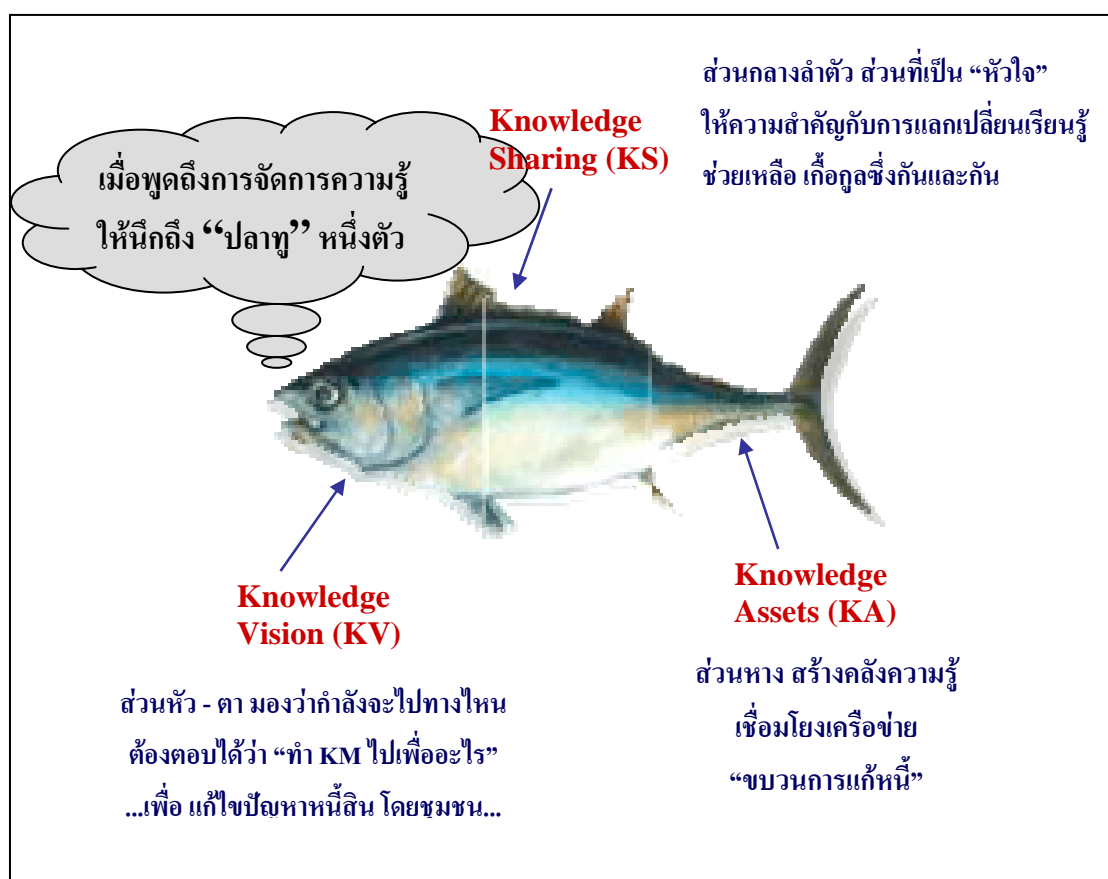 เมื่อพูดถึงการจัดการความรู้
ให้นึกถึง “ปลาทู” หนึ่งตัว
Knowledge
Sharing (KS)
ส่วนกลางลำตัว ส่วนที่เป็น “หัวใจ”
ให้ความสำคัญกับการแลกเปลี่ยนเรียนรู้
ช่วยเหลือ เกื้อกูลซึ่งกันและกัน
Knowledge
Vision (KV)
ส่วนหัว - ตา มองว่ากำลังจะไปทางไหน
ต้องตอบได้ว่า “ทำ KM ไปเพื่ออะไร”
...เพื่อ แก้ไขปัญหาหนี้สิน โดยชุมชน...
Knowledge
Assets (KA)
ส่วนหาง สร้างคลังความรู้
เชื่อมโยงเครือข่าย
“ขบวนการแก้หนี้”